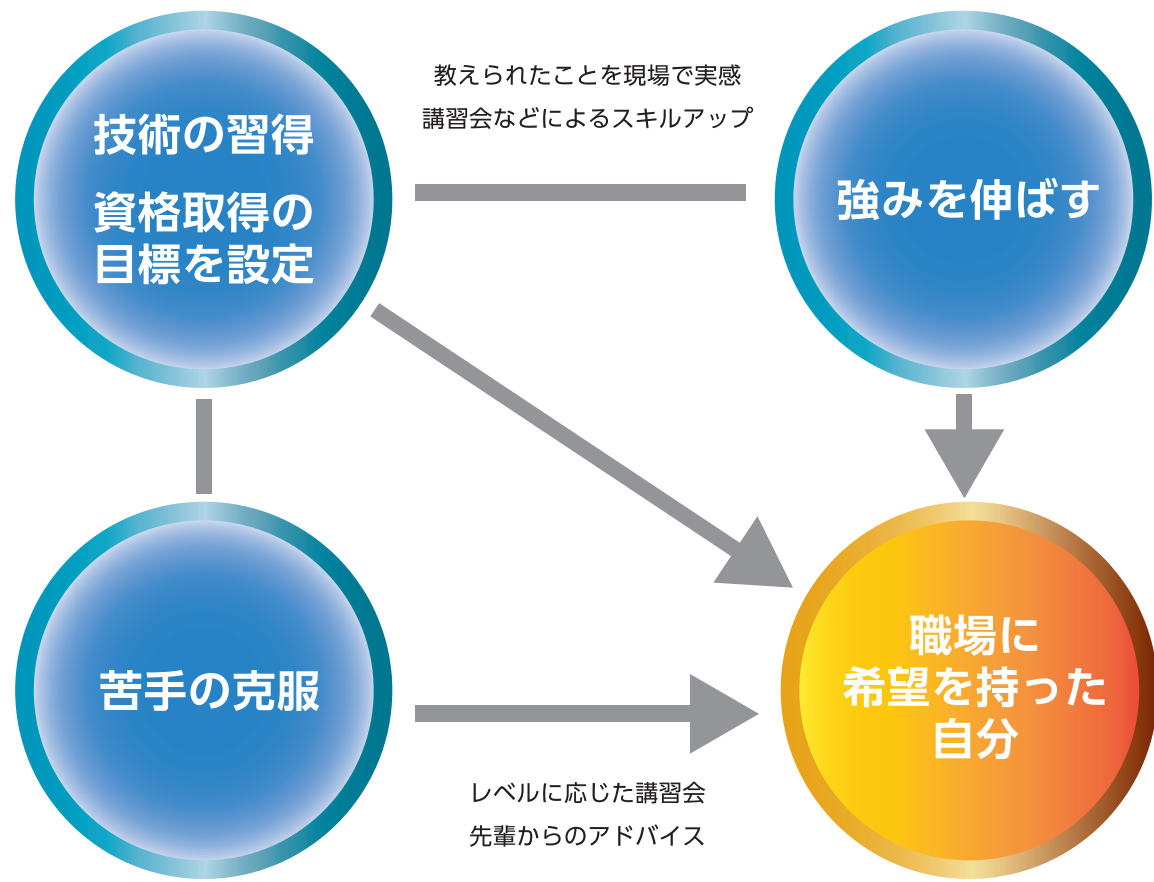 技術の習得
資格取得の
目標を設定
教えられたことを現場で実感
講習会などによるスキルアップ
強みを伸ばす
苦手の克服
レベルに応じた講習会
先輩からのアドバイス
職場に
希望を持った
自分